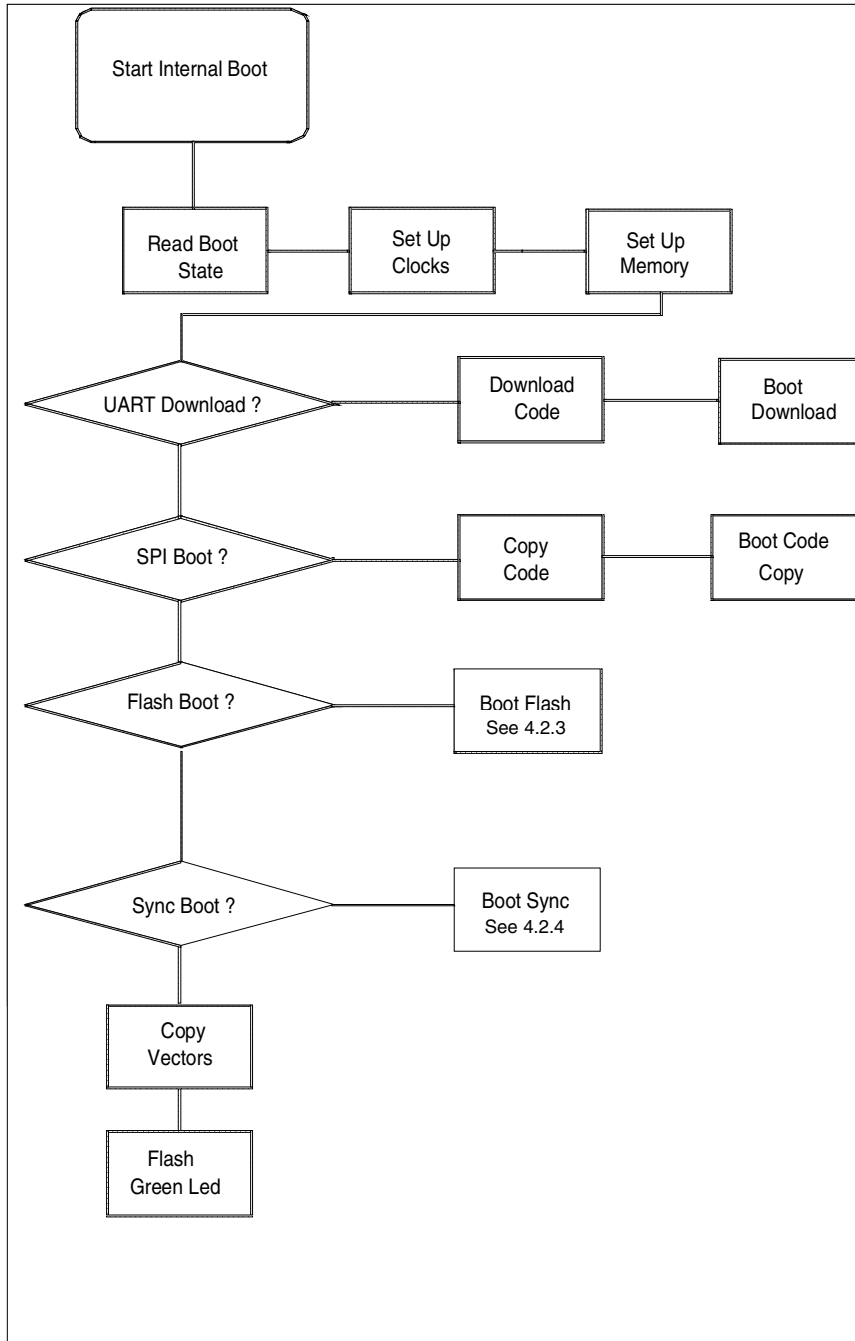 Start Internal Boot
Read Boot
State
Set Up
Clocks
Set Up
Memory
UART Download ?
Download
Code
Boot
Download
SPI Boot ?
Copy
Code
Boot Code
Copy
Flash Boot ?
Boot Flash
See 4.2.3
Sync Boot ?
Boot Sync
See 4.2.4
Copy
Vectors
Flash
Green Led